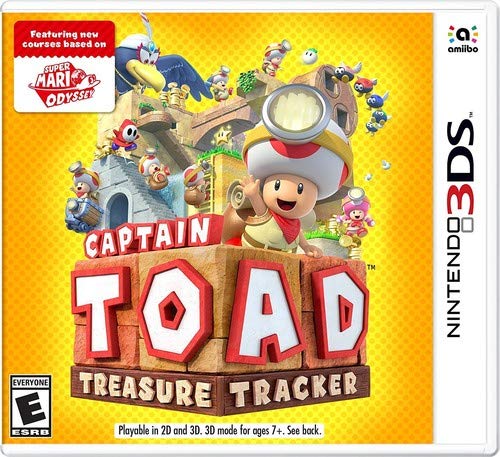 Featuring new
courses based on
SUPER
MARIO
ODYSSEY
amiibo
NINTENDO 3DS
CAPTAIN
TOAD
TM
TREASURE TRACKER
EVERYONE
E
ESRB
Playable in 2D and 3D. 3D mode for ages 7+. See back.